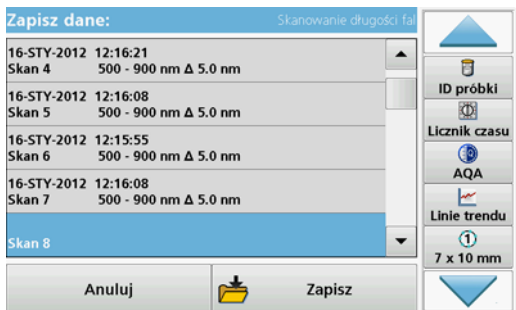 Zapisz dane:
Skanowanie długości fal
16-STY-2012 12:16:21
Skan 4 500 - 900 nm Δ 5.0 nm
16-STY-2012 12:16:08
Skan 5 500 - 900 nm Δ 5.0 nm
16-STY-2012 12:15:55
Skan 6 500 - 900 nm Δ 5.0 nm
16-STY-2012 12:16:08
Skan 7 500 - 900 nm Δ 5.0 nm
Skan 8
Anuluj
Zapisz
ID próbki
Licznik czasu
AQA
Linie trendu
1
7 x 10 mm